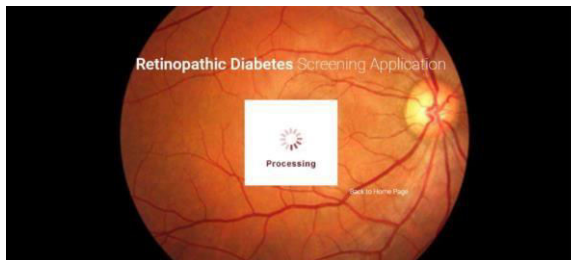 Retinopathic Diabetes Screening Application
Processing
Back to Home Page